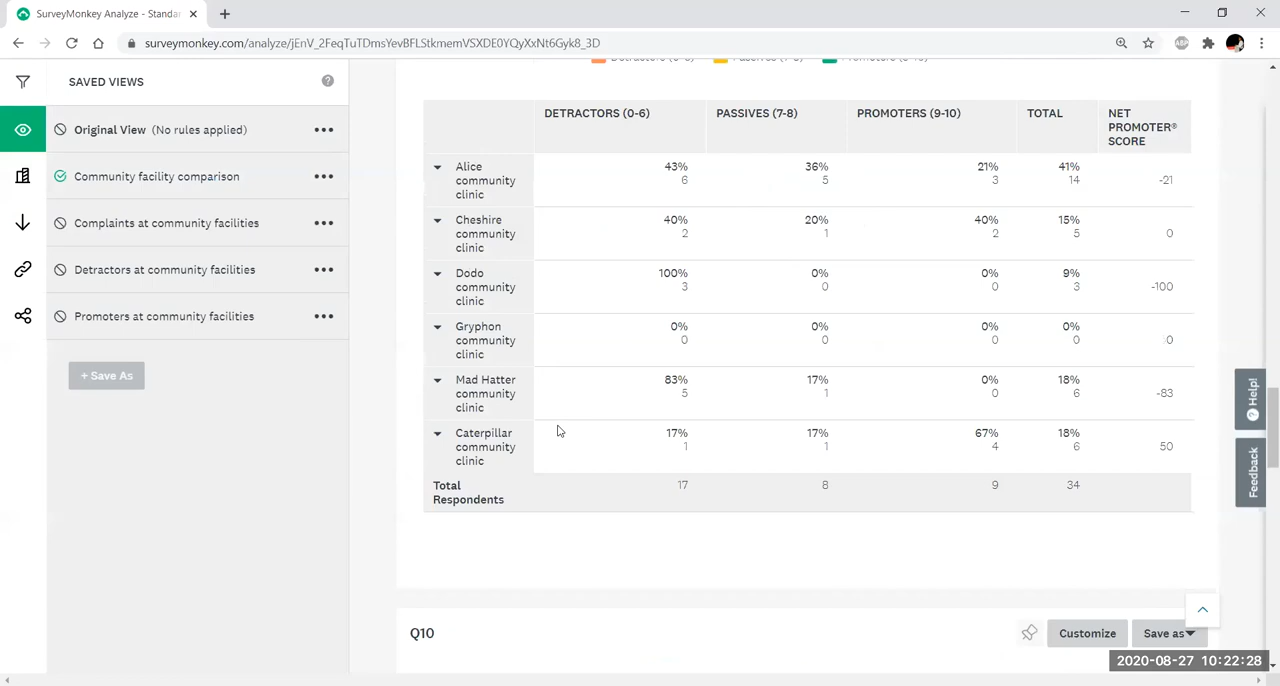 SurveyMonkey Analyze - Standar
surveymonkey.com/analyze/jEnV_2FeqTuTDmsYevBFLStkmemVSXDE0YQyXxNt6Gyk8_3D
ABP
SAVED VIEWS
?
Original View (No rules applied)
Community facility comparison
Complaints at community facilities
Detractors at community facilities
Promoters at community facilities
+ Save As
DETRACTORS (0-6) PASSIVES (7-8) PROMOTERS (9-10) TOTAL NET
PROMOTER®
SCORE
Alice 43% 36% 21% 41%
community 6 5 3 14 -21
clinic
Cheshire 40% 20% 40% 15%
community 2 1 2 5 0
clinic
Dodo 100% 0% 0% 9%
community 3 0 0 3 -100
clinic
Gryphon 0% 0% 0% 0%
community 0 0 0 0 0
clinic
Mad Hatter 83% 17% 0% 18%
community 5 1 0 6 -83
clinic
Caterpillar 17% 17% 67% 18%
community 1 1 4 6 50
clinic
Total 17 8 9 34
Respondents
Help!
Feedback
Q10
Customize
Save as
2020-08-27 10:22:28